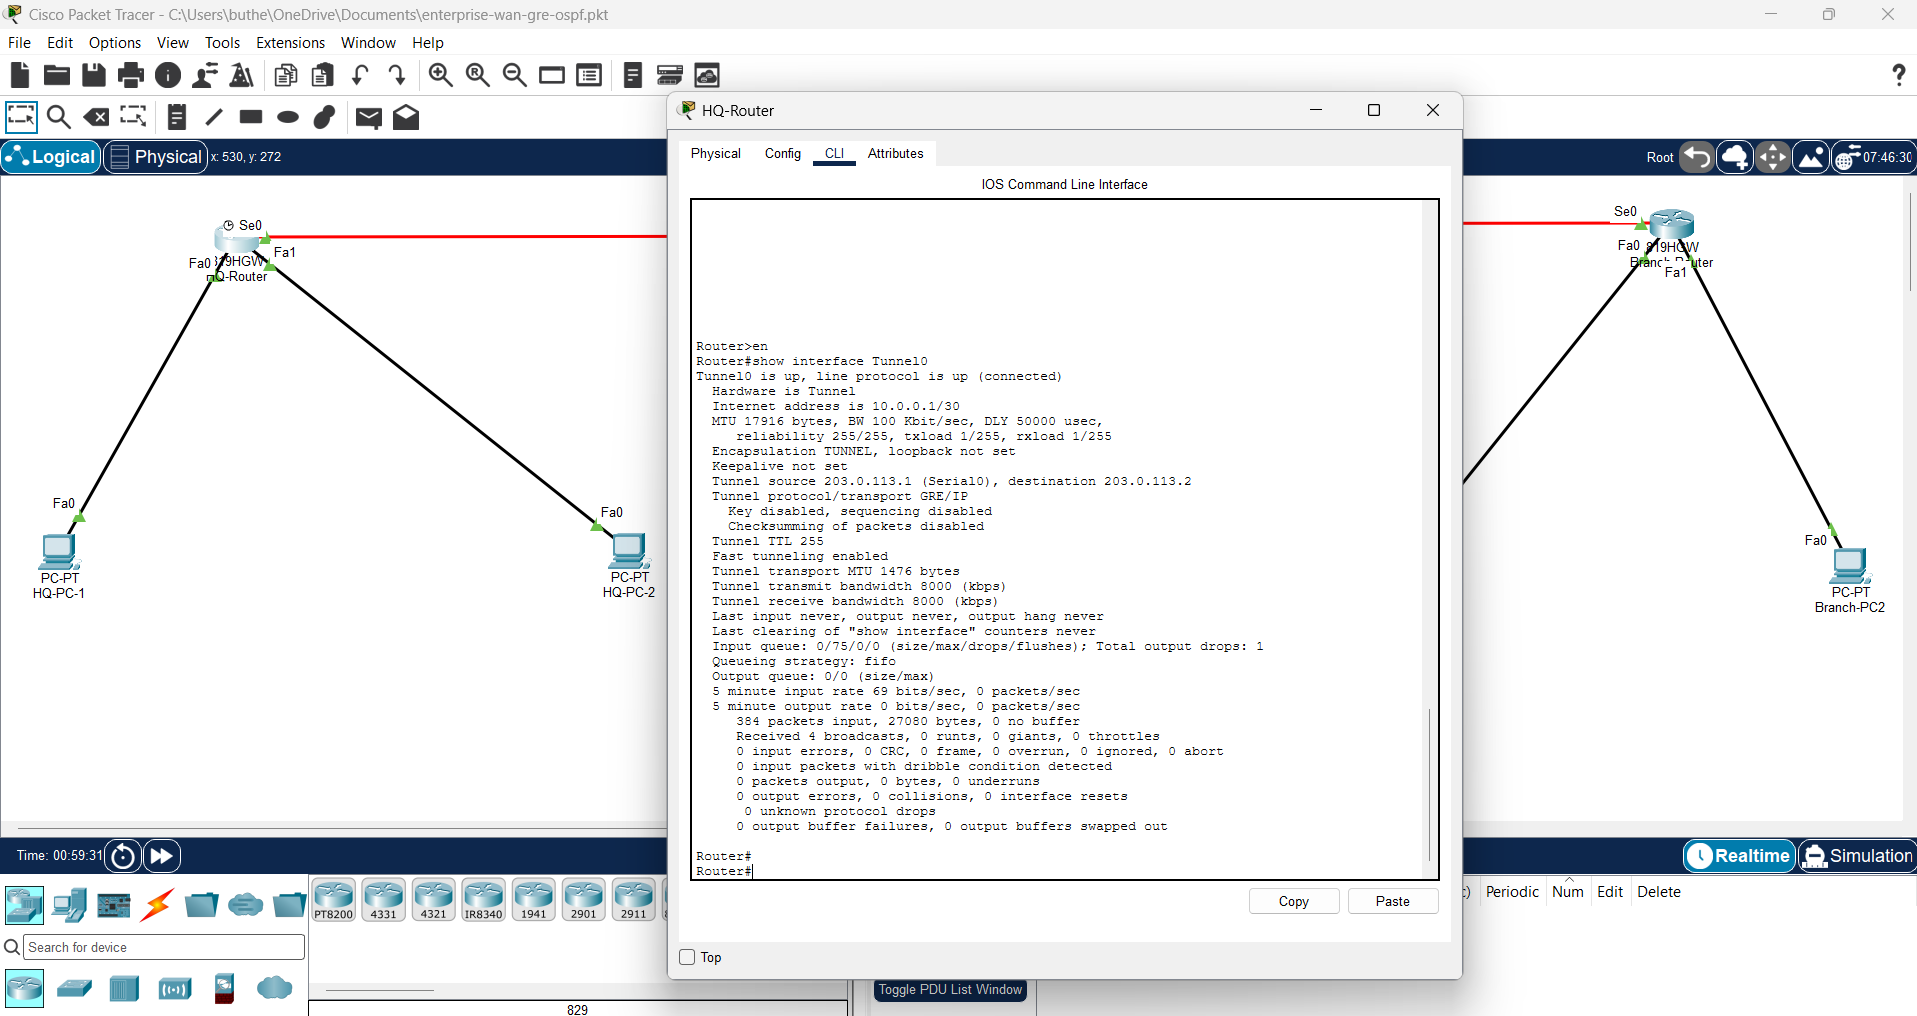 Cisco Packet Tracer - C:\Users\buthe\OneDrive\Documents\enterprise-wan-gre-ospf.pkt
File Edit Options View Tools Extensions Window Help
Logical Physical x: 530, y: 272
Root 07:46:30
HQ-Router
Physical Config CLI Attributes
IOS Command Line Interface
Router>en
Router#show interface Tunnel0
Tunnel0 is up, line protocol is up (connected)
Hardware is Tunnel
Internet address is 10.0.0.1/30
MTU 17916 bytes, BW 100 Kbit/sec, DLY 50000 usec,
reliability 255/255, txload 1/255, rxload 1/255
Encapsulation TUNNEL, loopback not set
Keepalive not set
Tunnel source 203.0.113.1 (Serial0), destination 203.0.113.2
Tunnel protocol/transport GRE/IP
Key disabled, sequencing disabled
Checksumming of packets disabled
Tunnel TTL 255
Fast tunneling enabled
Tunnel transport MTU 1476 bytes
Tunnel transmit bandwidth 8000 (kbps)
Tunnel receive bandwidth 8000 (kbps)
Last input never, output never, output hang never
Last clearing of "show interface" counters never
Input queue: 0/75/0/0 (size/max/drops/flushes); Total output drops: 1
Queueing strategy: fifo
Output queue: 0/0 (size/max)
5 minute input rate 69 bits/sec, 0 packets/sec
5 minute output rate 0 bits/sec, 0 packets/sec
384 packets input, 27080 bytes, 0 no buffer
Received 4 broadcasts, 0 runts, 0 giants, 0 throttles
0 input errors, 0 CRC, 0 frame, 0 overrun, 0 ignored, 0 abort
0 input packets with dribble condition detected
0 packets output, 0 bytes, 0 underruns
0 output errors, 0 collisions, 0 interface resets
0 unknown protocol drops
0 output buffer failures, 0 output buffers swapped out
Router#
Router#
Copy Paste
Top
Se0
Fa1
Fa0
Fa0
PC-PT
HQ-PC-1
Fa0
PC-PT
HQ-PC-2
Se0
Fa0 819HGW
Fa1
Fa0
PC-PT
Branch-PC2
Time: 00:59:31
Realtime Simulation
PT8200 4331 4321 IR8340 1941 2901 2911
Periodic Num Edit Delete
Search for device
829
Toggle PDU List Window